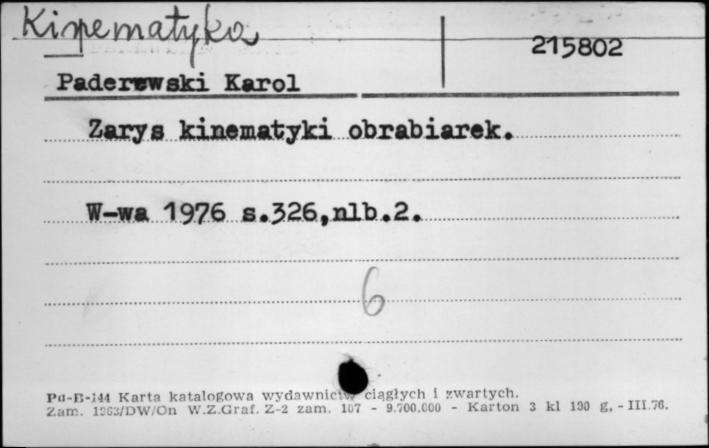 Kinematyka
215802
Paderewski Karol
Zarys kinematyki obrabiarek.
W-wa 1976 s.326,nlb.2.
6
Pu-B-144 Karta katalogowa wydawnictw ciągłych i zwartych.
Zam. 1263/DW/On W.Z.Graf. Z-2 zam. 107 - 9.700.000 - Karton 3 kl 190 g, - III.76.